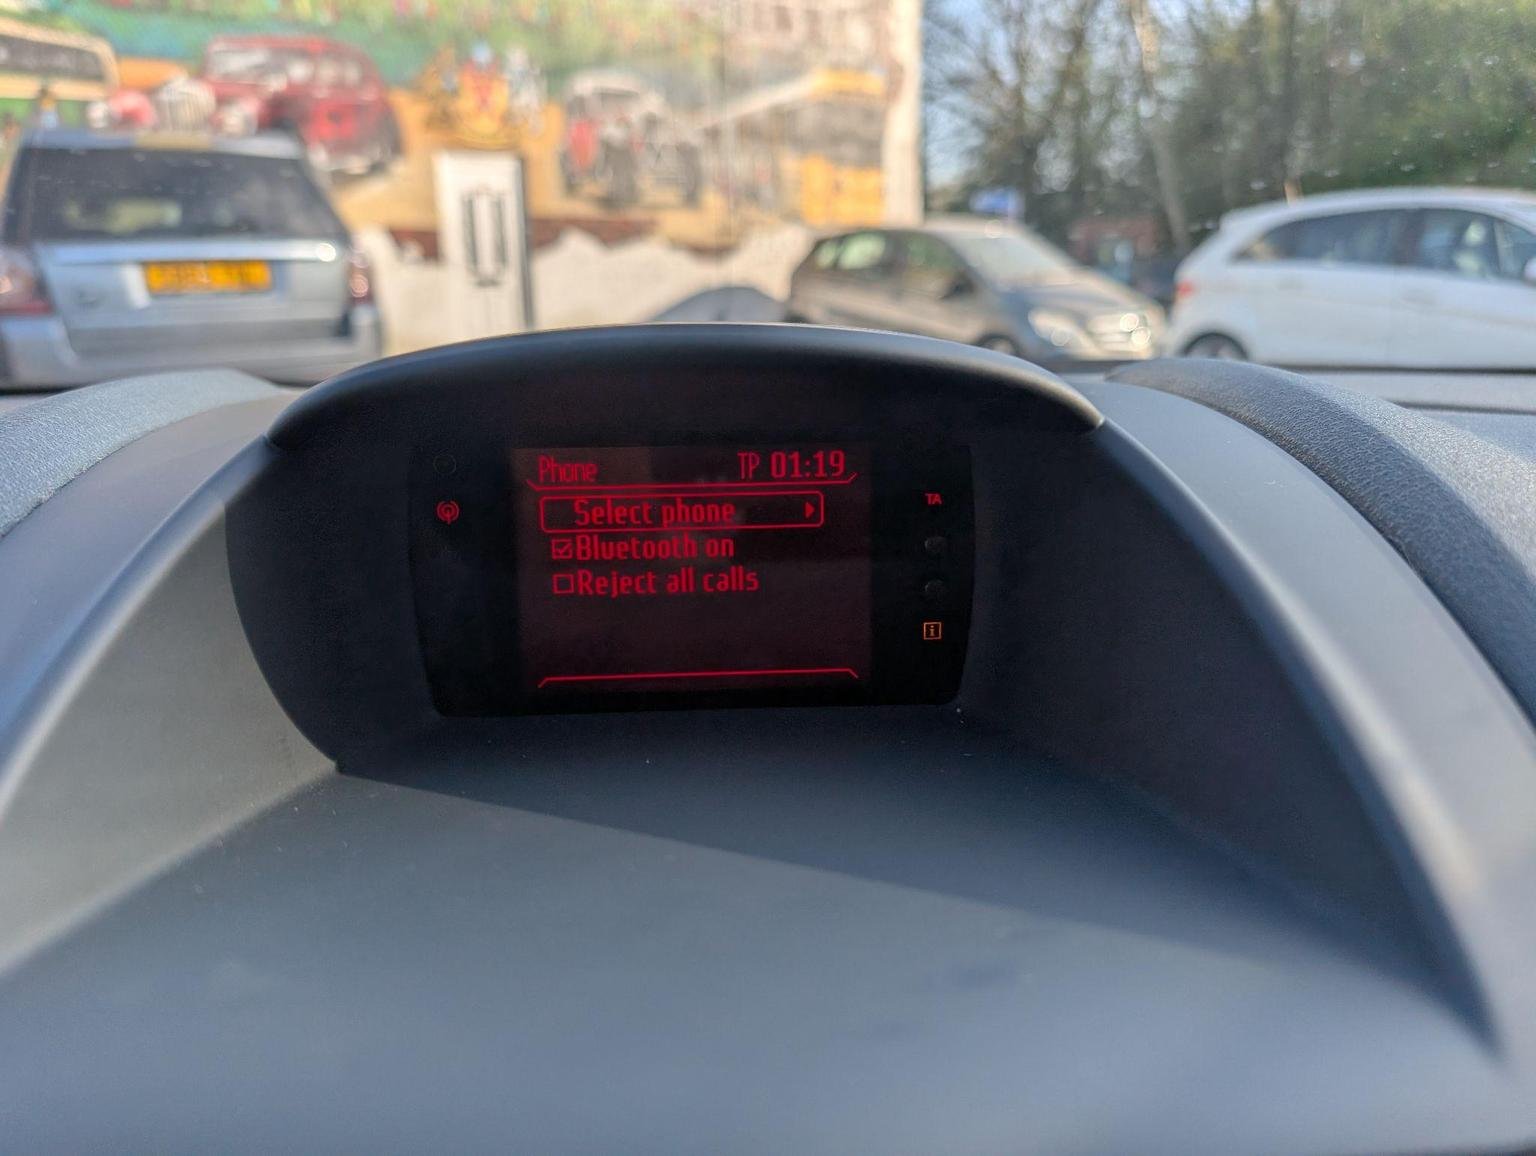 Phone TP 01:19
Select phone
Bluetooth on
Reject all calls
TA
i